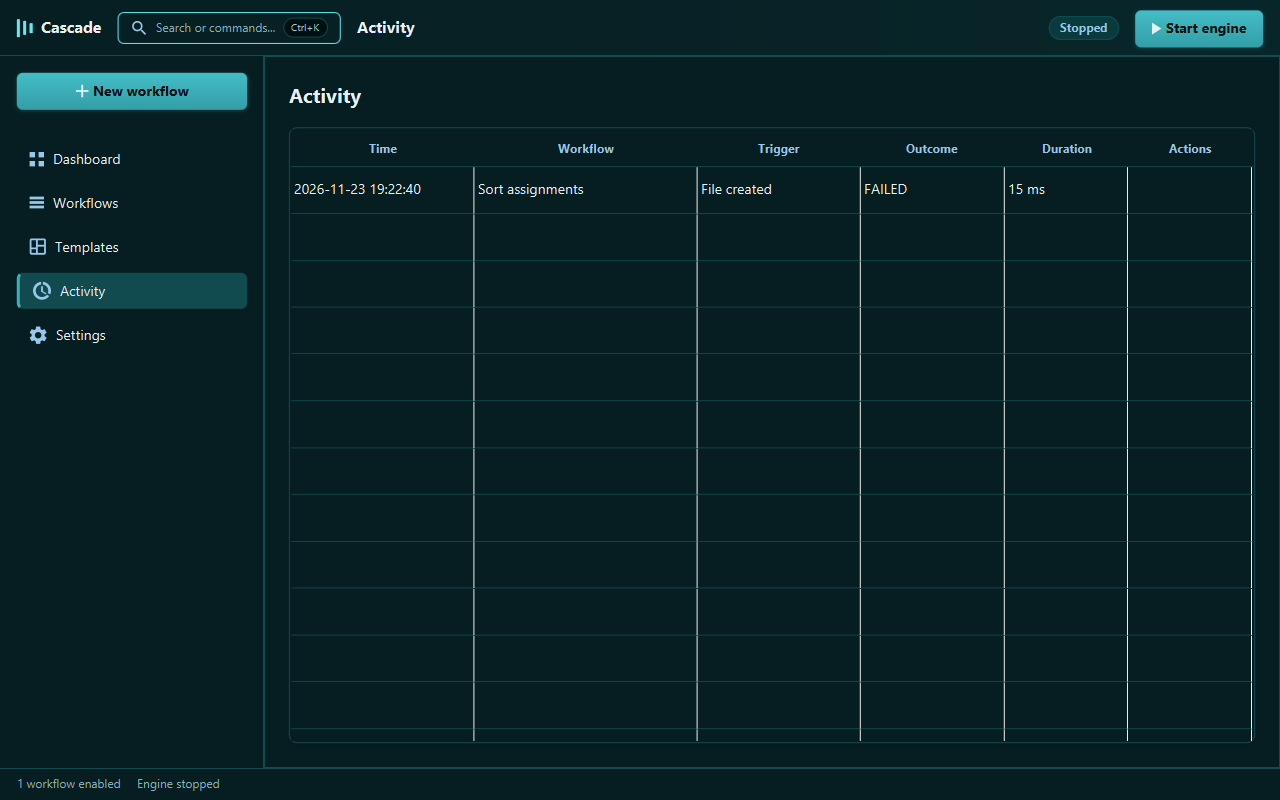 Cascade
Search or commands... Ctrl+K
Activity
Stopped
Start engine
New workflow
Dashboard
Workflows
Templates
Activity
Settings
Activity
Time Workflow Trigger Outcome Duration Actions
2026-11-23 19:22:40 Sort assignments File created FAILED 15 ms
1 workflow enabled Engine stopped